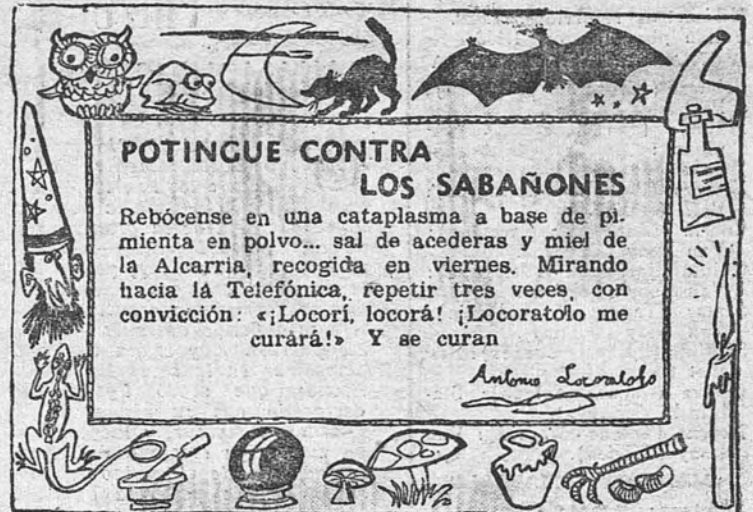 POTINGUE CONTRA
LOS SABAÑONES
Rebócense en una cataplasma a base de pi-
mienta en polvo... sal de acederas y miel de
la Alcarria, recogida en viernes. Mirando
hacia la Telefónica, repetir tres veces, con
convicción: «¡Locorí, locorá! ¡Locoratolo me
curará!» Y se curan
Antonio Locoratolo